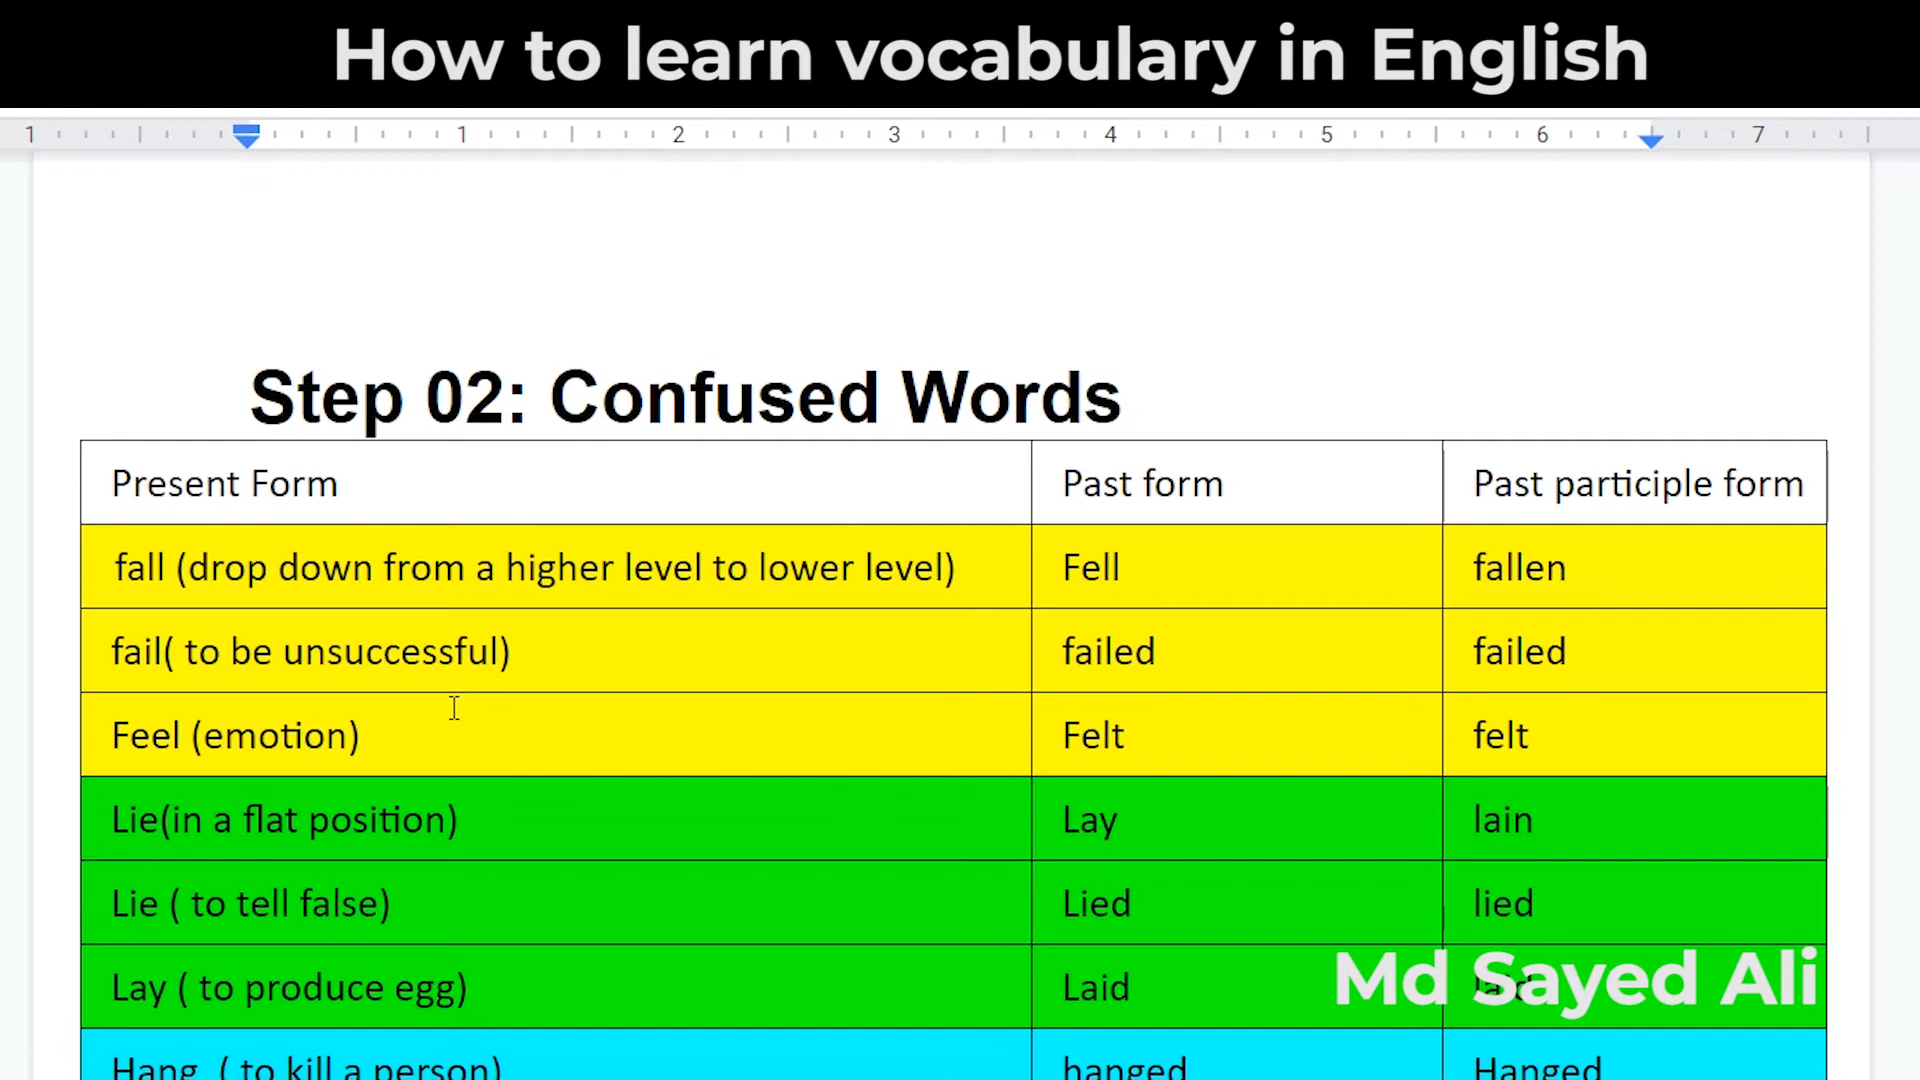 How to learn vocabulary in English
1 1 2 3 4 5 6 7
Step 02: Confused Words
Present Form Past form Past participle form
fall (drop down from a higher level to lower level) Fell fallen
fail( to be unsuccessful) failed failed
Feel (emotion) Felt felt
Lie(in a flat position) Lay lain
Lie ( to tell false) Lied lied
Lay ( to produce egg) Laid
Md Sayed Ali
Hang ( to kill a person) hanged Hanged